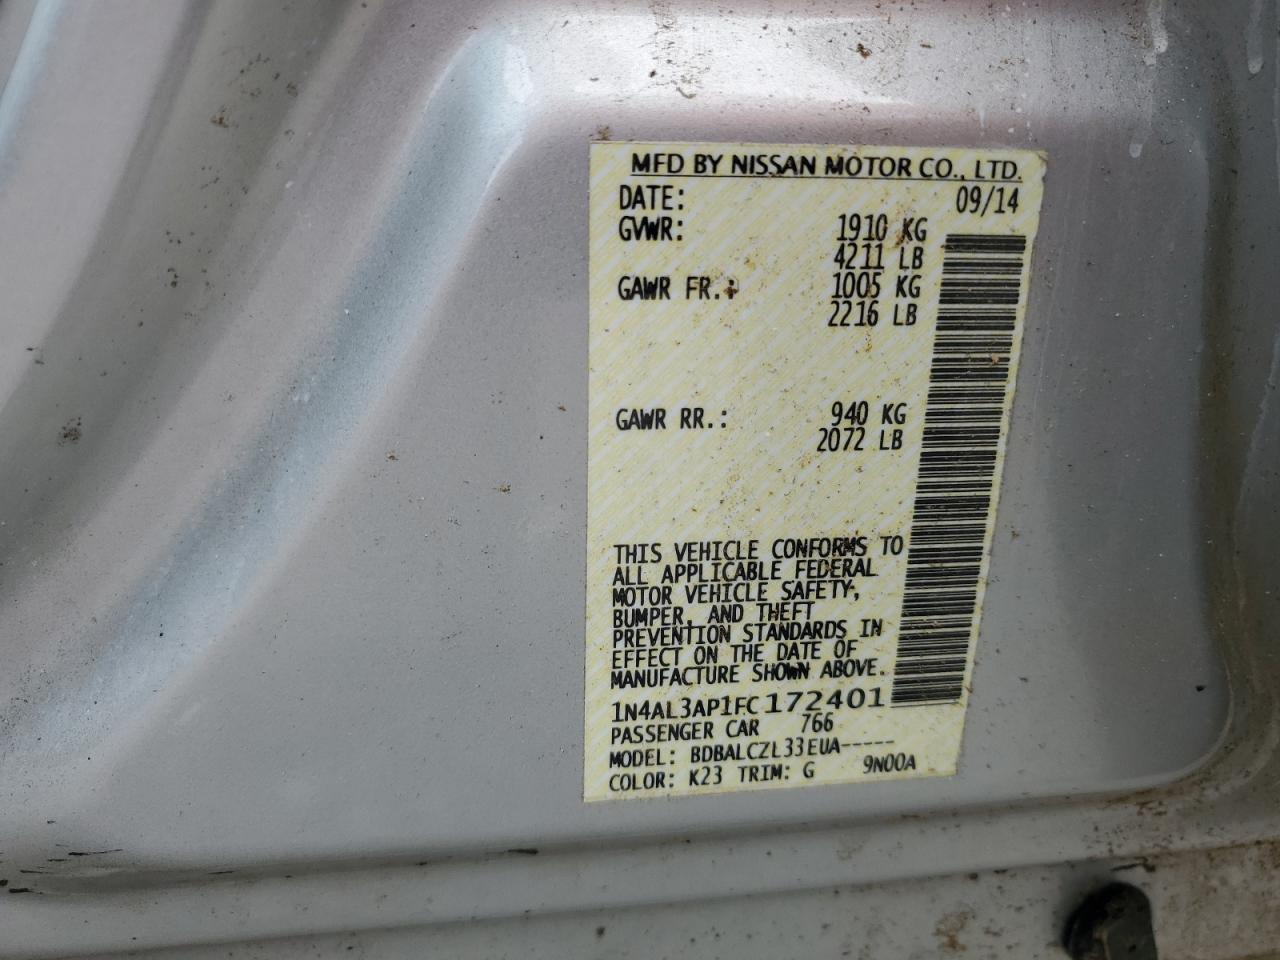 MFD BY NISSAN MOTOR CO., LTD.
DATE: 09/14
GVWR: 1910 KG
4211 LB
GAWR FR.: 1005 KG
2216 LB
GAWR RR.: 940 KG
2072 LB
THIS VEHICLE CONFORMS TO
ALL APPLICABLE FEDERAL
MOTOR VEHICLE SAFETY,
BUMPER, AND THEFT
PREVENTION STANDARDS IN
EFFECT ON THE DATE OF
MANUFACTURE SHOWN ABOVE.
1N4AL3AP1FC172401
PASSENGER CAR 766
MODEL: BDBALCZL33EUA-----
COLOR: K23 TRIM: G 9N00A